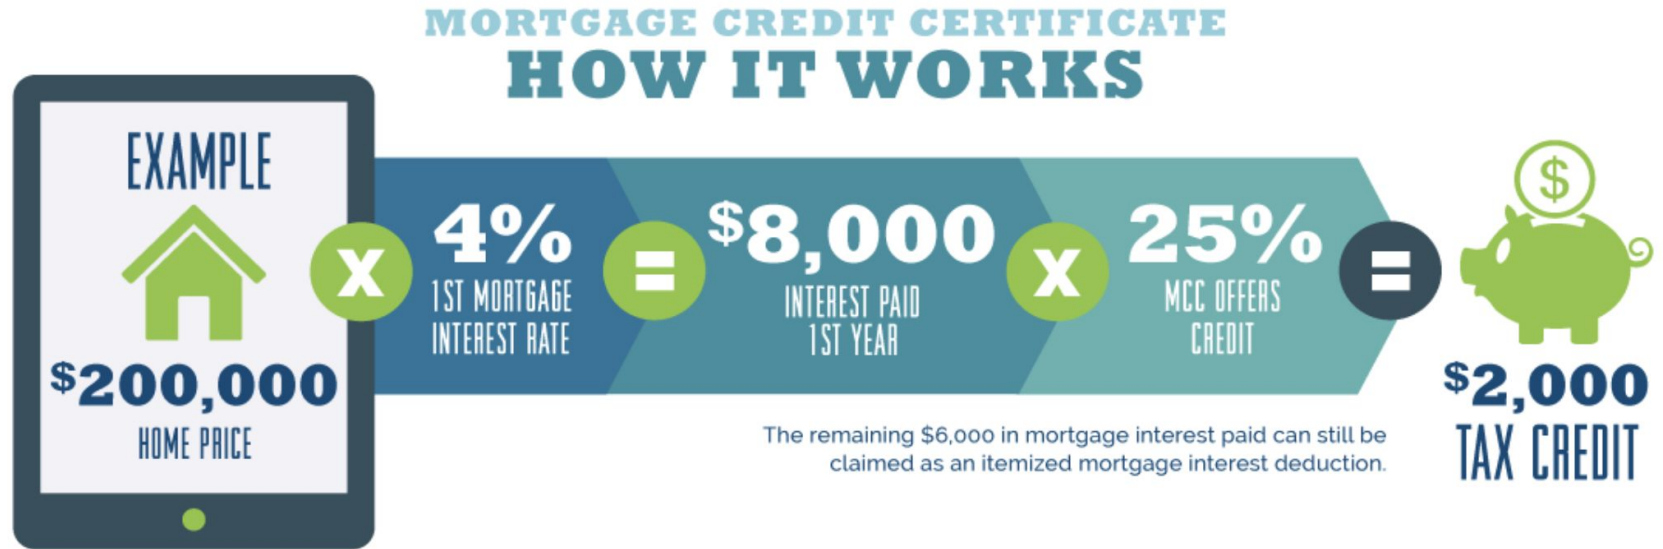 MORTGAGE CREDIT CERTIFICATE
HOW IT WORKS
EXAMPLE
$200,000
HOME PRICE
X
4%
1ST MORTGAGE
INTEREST RATE
=
$8,000
INTEREST PAID
1ST YEAR
X
25%
MCC OFFERS
CREDIT
=
$
$2,000
TAX CREDIT
The remaining $6,000 in mortgage interest paid can still be
claimed as an itemized mortgage interest deduction.